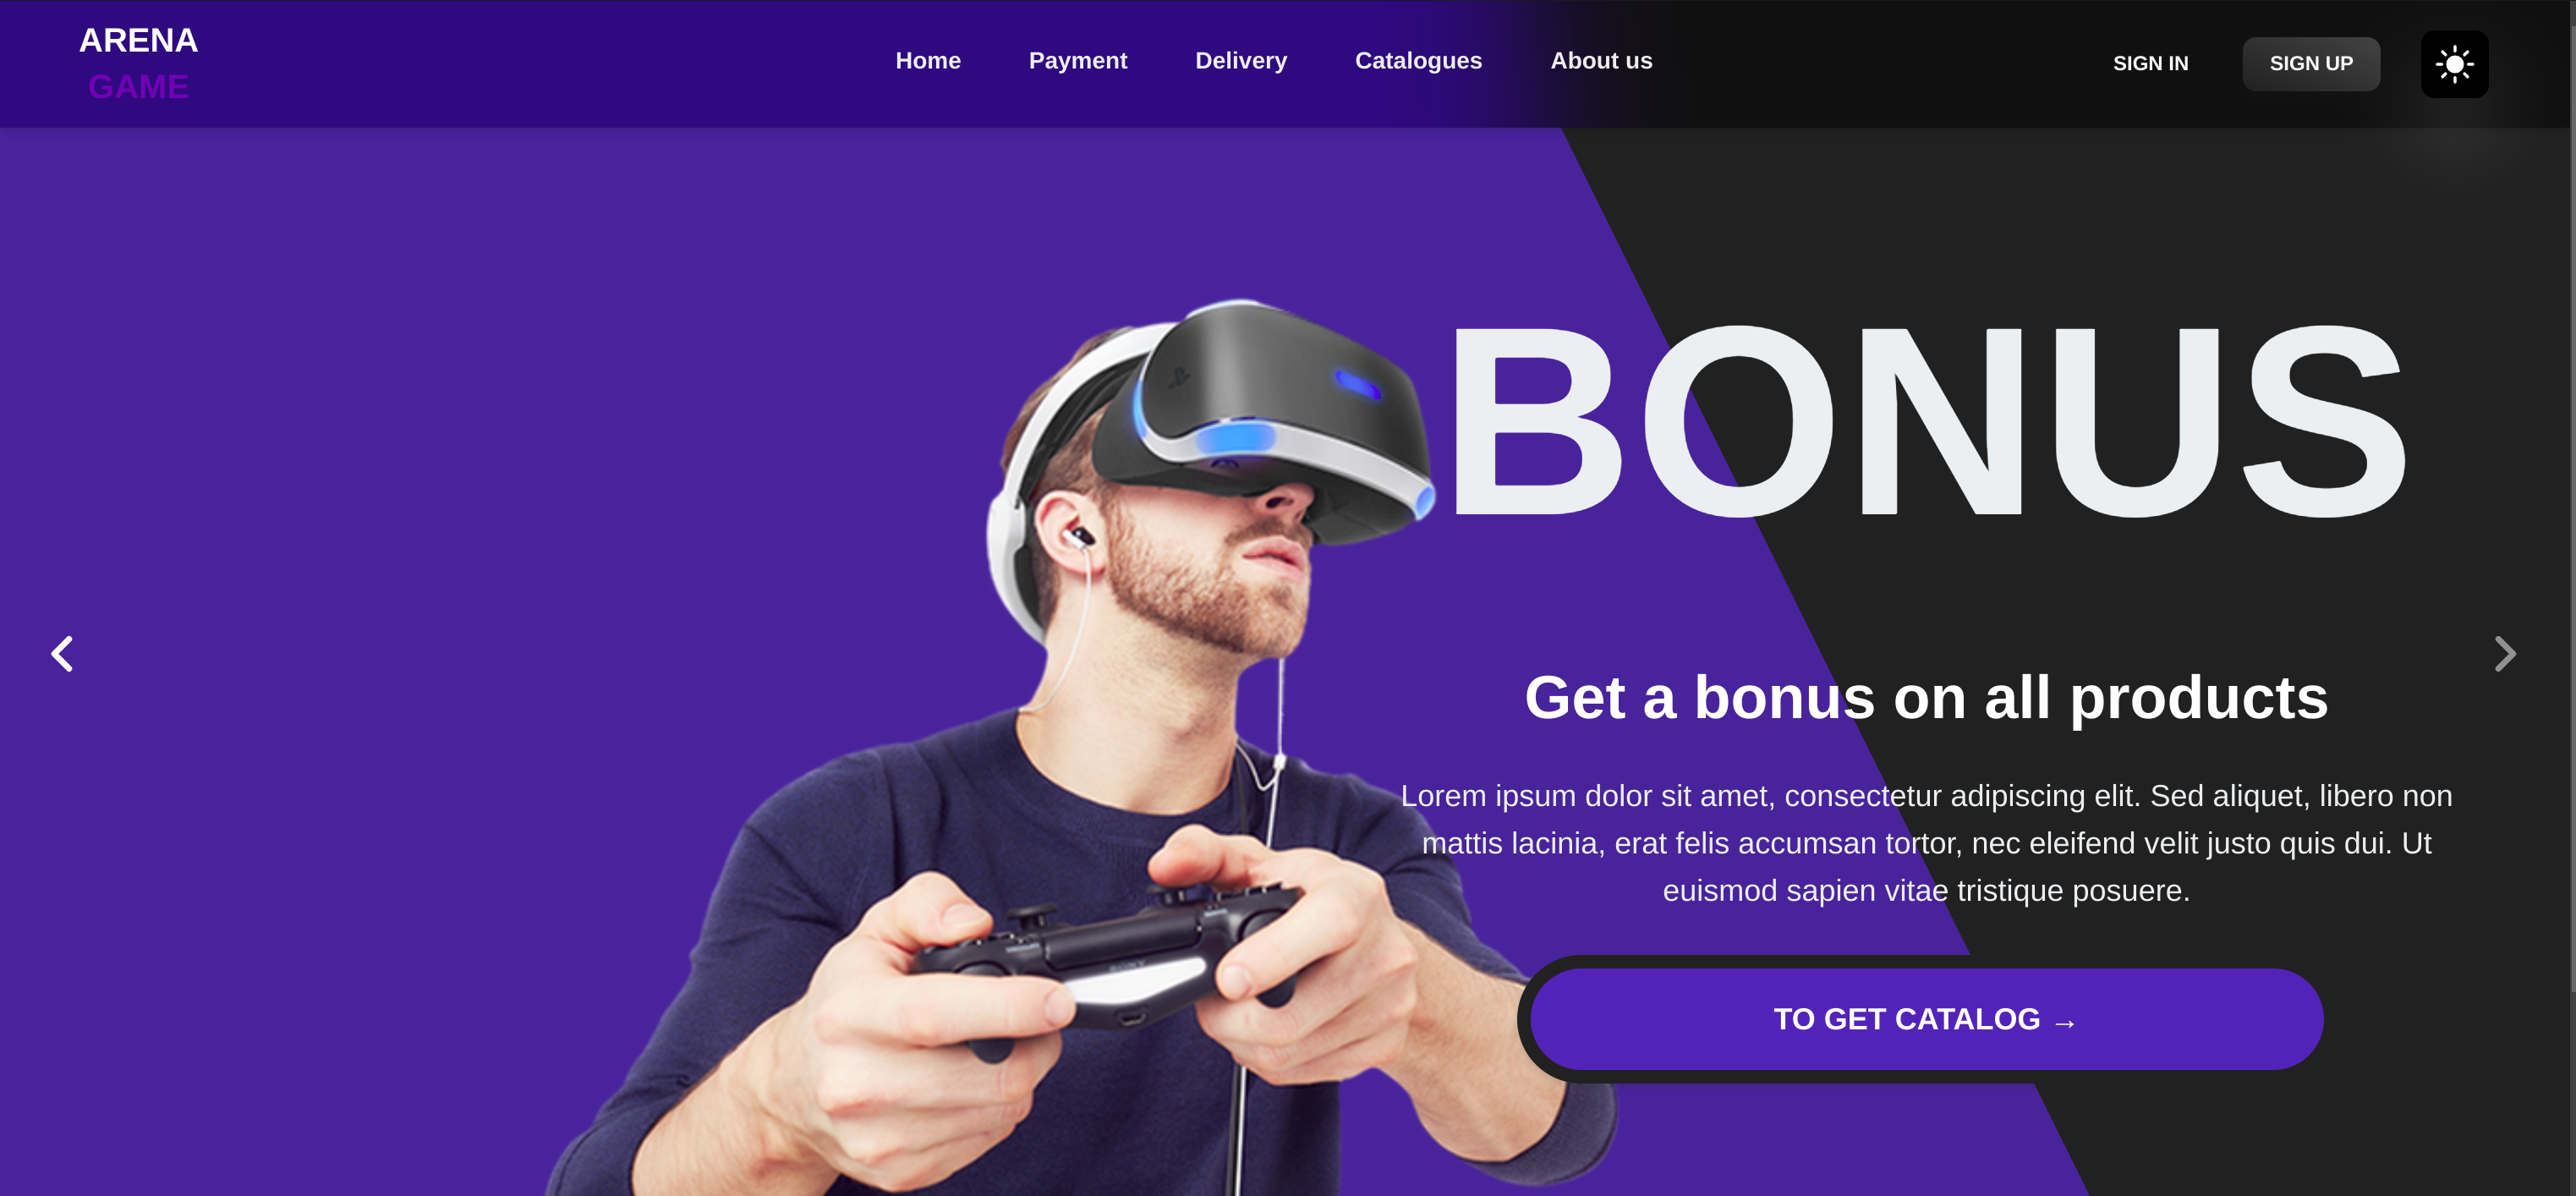 ARENA
GAME
Home Payment Delivery Catalogues About us
SIGN IN SIGN UP
BONUS
Get a bonus on all products
Lorem ipsum dolor sit amet, consectetur adipiscing elit. Sed aliquet, libero non
mattis lacinia, erat felis accumsan tortor, nec eleifend velit justo quis dui. Ut
euismod sapien vitae tristique posuere.
TO GET CATALOG →